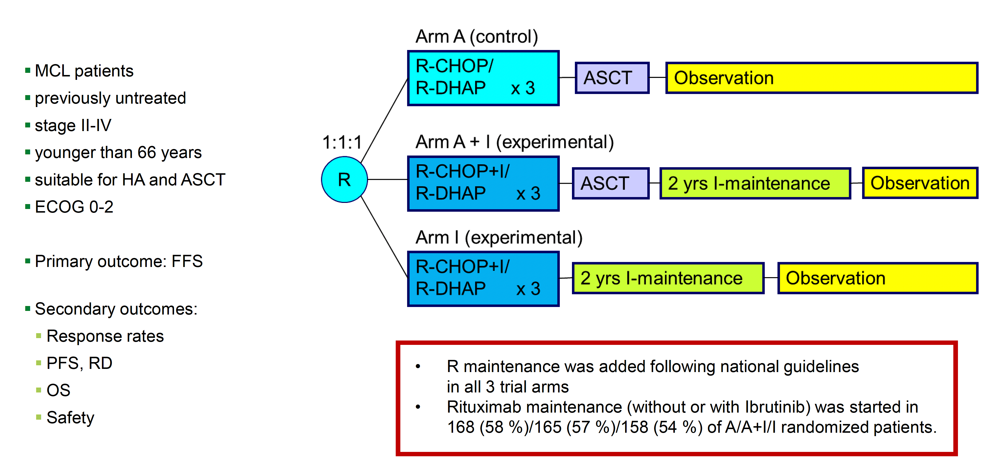 MCL patients
previously untreated
stage II-IV
younger than 66 years
suitable for HA and ASCT
ECOG 0-2
Primary outcome: FFS
Secondary outcomes:
Response rates
PFS, RD
OS
Safety
1:1:1
R
Arm A (control)
R-CHOP/
R-DHAP x 3
ASCT
Observation
Arm A + I (experimental)
R-CHOP+I/
R-DHAP x 3
ASCT
2 yrs I-maintenance
Observation
Arm I (experimental)
R-CHOP+I/
R-DHAP x 3
2 yrs I-maintenance
Observation
• R maintenance was added following national guidelines
in all 3 trial arms
• Rituximab maintenance (without or with Ibrutinib) was started in
168 (58 %)/165 (57 %)/158 (54 %) of A/A+I/I randomized patients.